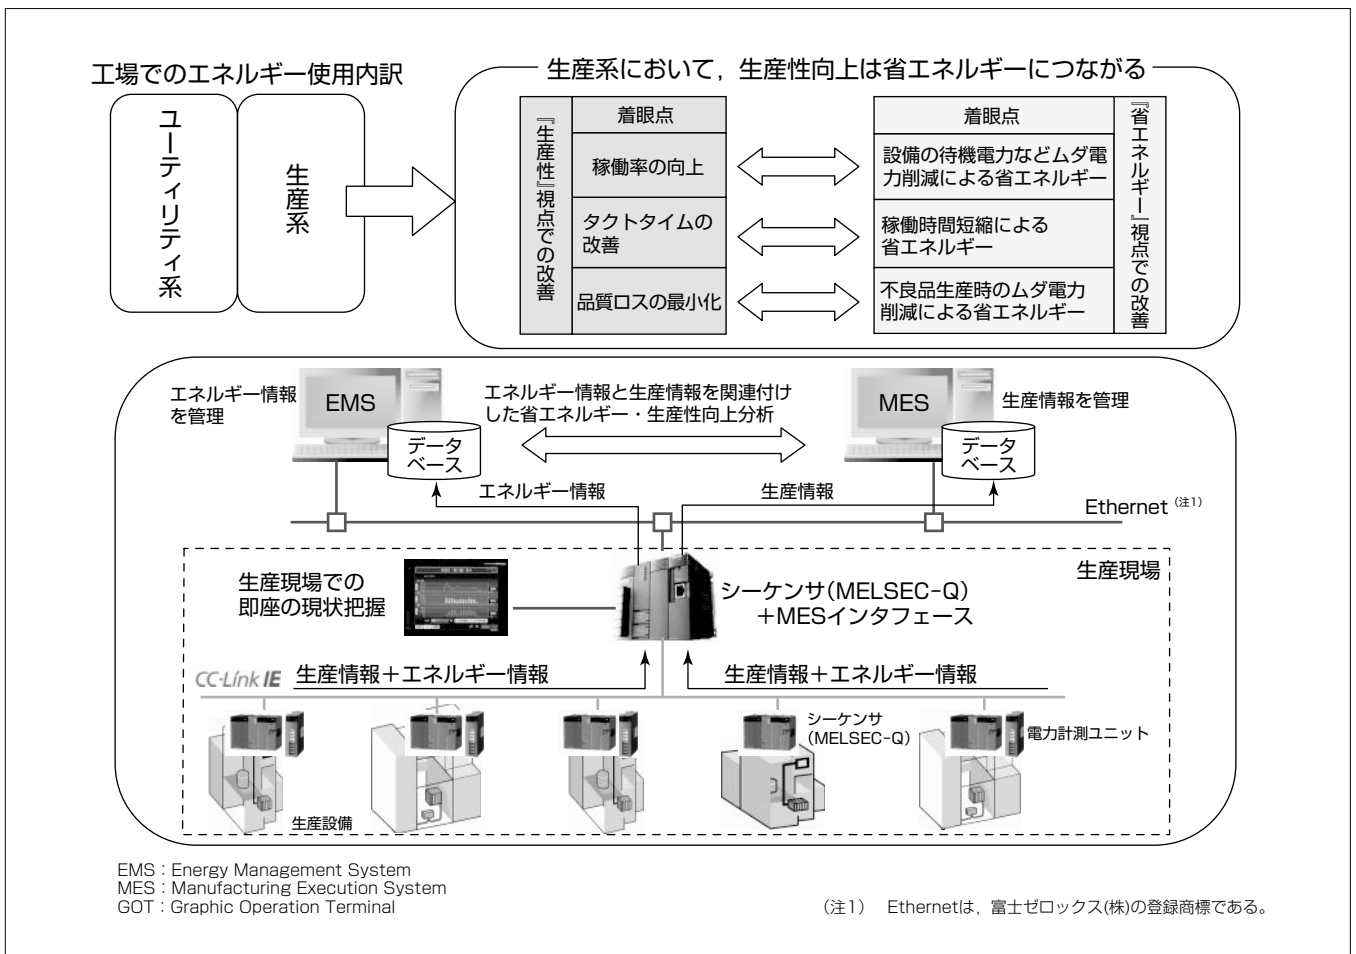 工場でのエネルギー使用内訳
ユーティリティ系
生産系
生産系において，生産性向上は省エネルギーにつながる
『生産性』視点での改善
着眼点
稼働率の向上
タクトタイムの
改善
品質ロスの最小化
着眼点
設備の待機電力などムダ電
力削減による省エネルギー
稼働時間短縮による
省エネルギー
不良品生産時のムダ電力
削減による省エネルギー
『省エネルギー』視点での改善
エネルギー情報
を管理
EMS
データ
ベース
エネルギー情報と生産情報を関連付け
した省エネルギー・生産性向上分析
MES
データ
ベース
生産情報を管理
エネルギー情報
生産情報
Ethernet（注1）
生産現場
生産現場での
即座の現状把握
シーケンサ（MELSEC-Q）
＋MESインタフェース
CC-Link IE
生産情報＋エネルギー情報
生産情報＋エネルギー情報
シーケンサ
（MELSEC-Q）
電力計測ユニット
生産設備
EMS：Energy Management System
MES：Manufacturing Execution System
GOT：Graphic Operation Terminal
（注1） Ethernetは，富士ゼロックス(株)の登録商標である。